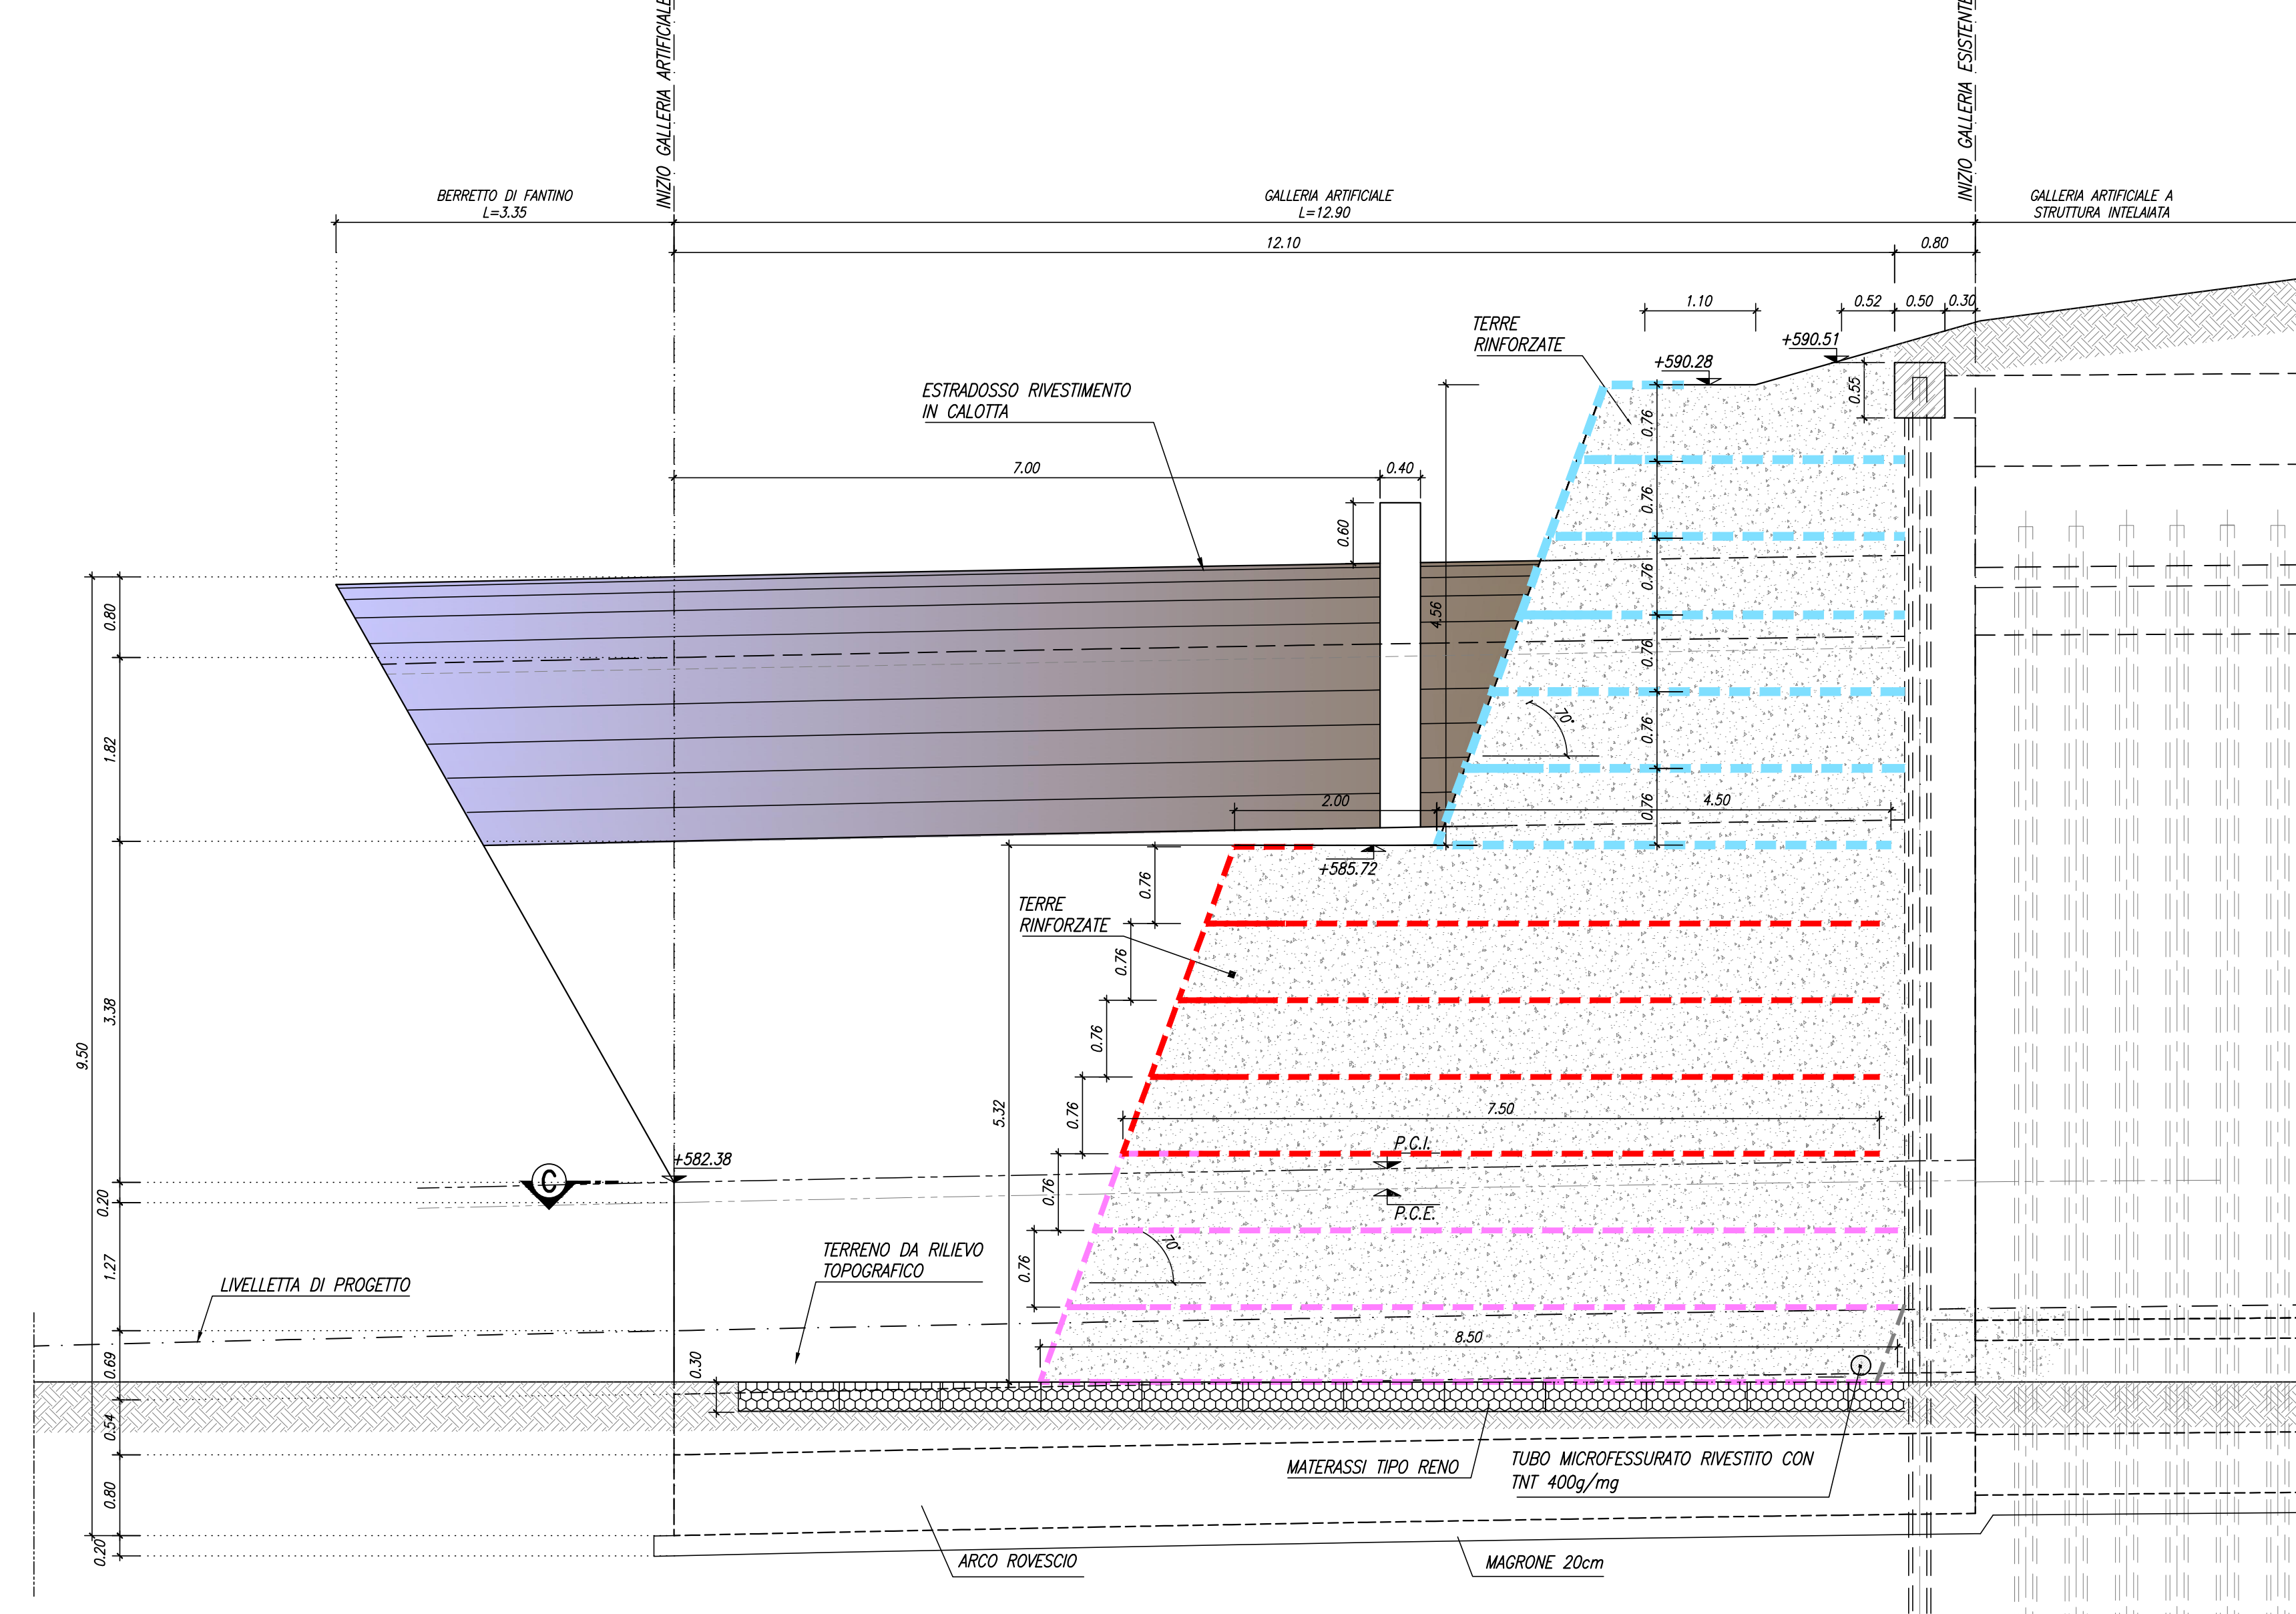 INIZIO GALLERIA ARTIFICIALE
INIZIO GALLERIA ESISTENTE
BERRETTO DI FANTINO
L=3.35
GALLERIA ARTIFICIALE
L=12.90
GALLERIA ARTIFICIALE A
STRUTTURA INTELAIATA
12.10
0.80
1.10
0.52
0.50
0.30
TERRE
RINFORZATE
+590.51
+590.28
0.55
ESTRADOSSO RIVESTIMENTO
IN CALOTTA
0.76
7.00
0.40
0.60
0.76
0.76
4.56
0.80
0.76
70°
0.76
1.82
2.00
4.50
0.76
+585.72
0.76
TERRE
RINFORZATE
0.76
3.38
9.50
0.76
5.32
0.76
7.50
P.C.I.
+582.38
C
0.76
0.20
P.C.E.
70°
TERRENO DA RILIEVO
TOPOGRAFICO
0.76
1.27
LIVELLETTA DI PROGETTO
8.50
0.69
0.30
0.54
MATERASSI TIPO RENO
TUBO MICROFESSURATO RIVESTITO CON
TNT 400g/mg
0.80
0.20
ARCO ROVESCIO
MAGRONE 20cm